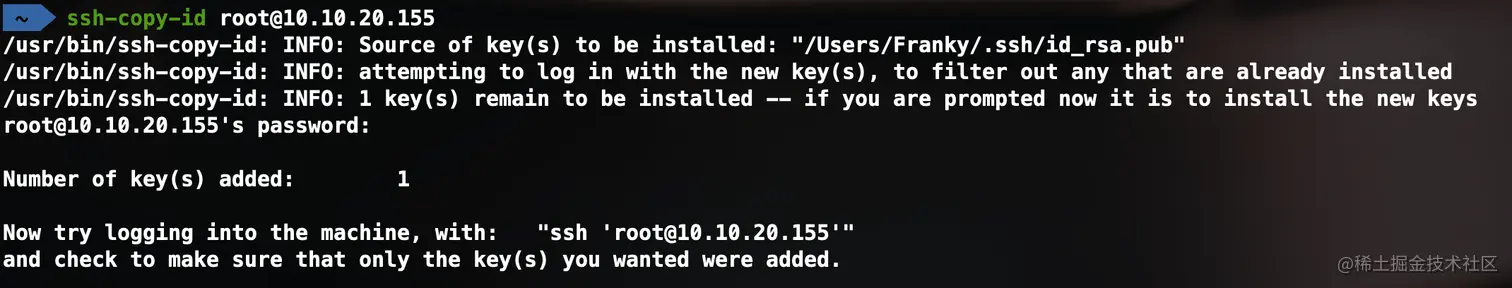 ~ ssh-copy-id root@10.10.20.155
/usr/bin/ssh-copy-id: INFO: Source of key(s) to be installed: "/Users/Franky/.ssh/id_rsa.pub"
/usr/bin/ssh-copy-id: INFO: attempting to log in with the new key(s), to filter out any that are already installed
/usr/bin/ssh-copy-id: INFO: 1 key(s) remain to be installed -- if you are prompted now it is to install the new keys
root@10.10.20.155's password:
Number of key(s) added:        1
Now try logging into the machine, with:   "ssh 'root@10.10.20.155'"
and check to make sure that only the key(s) you wanted were added.
@稀土掘金技术社区